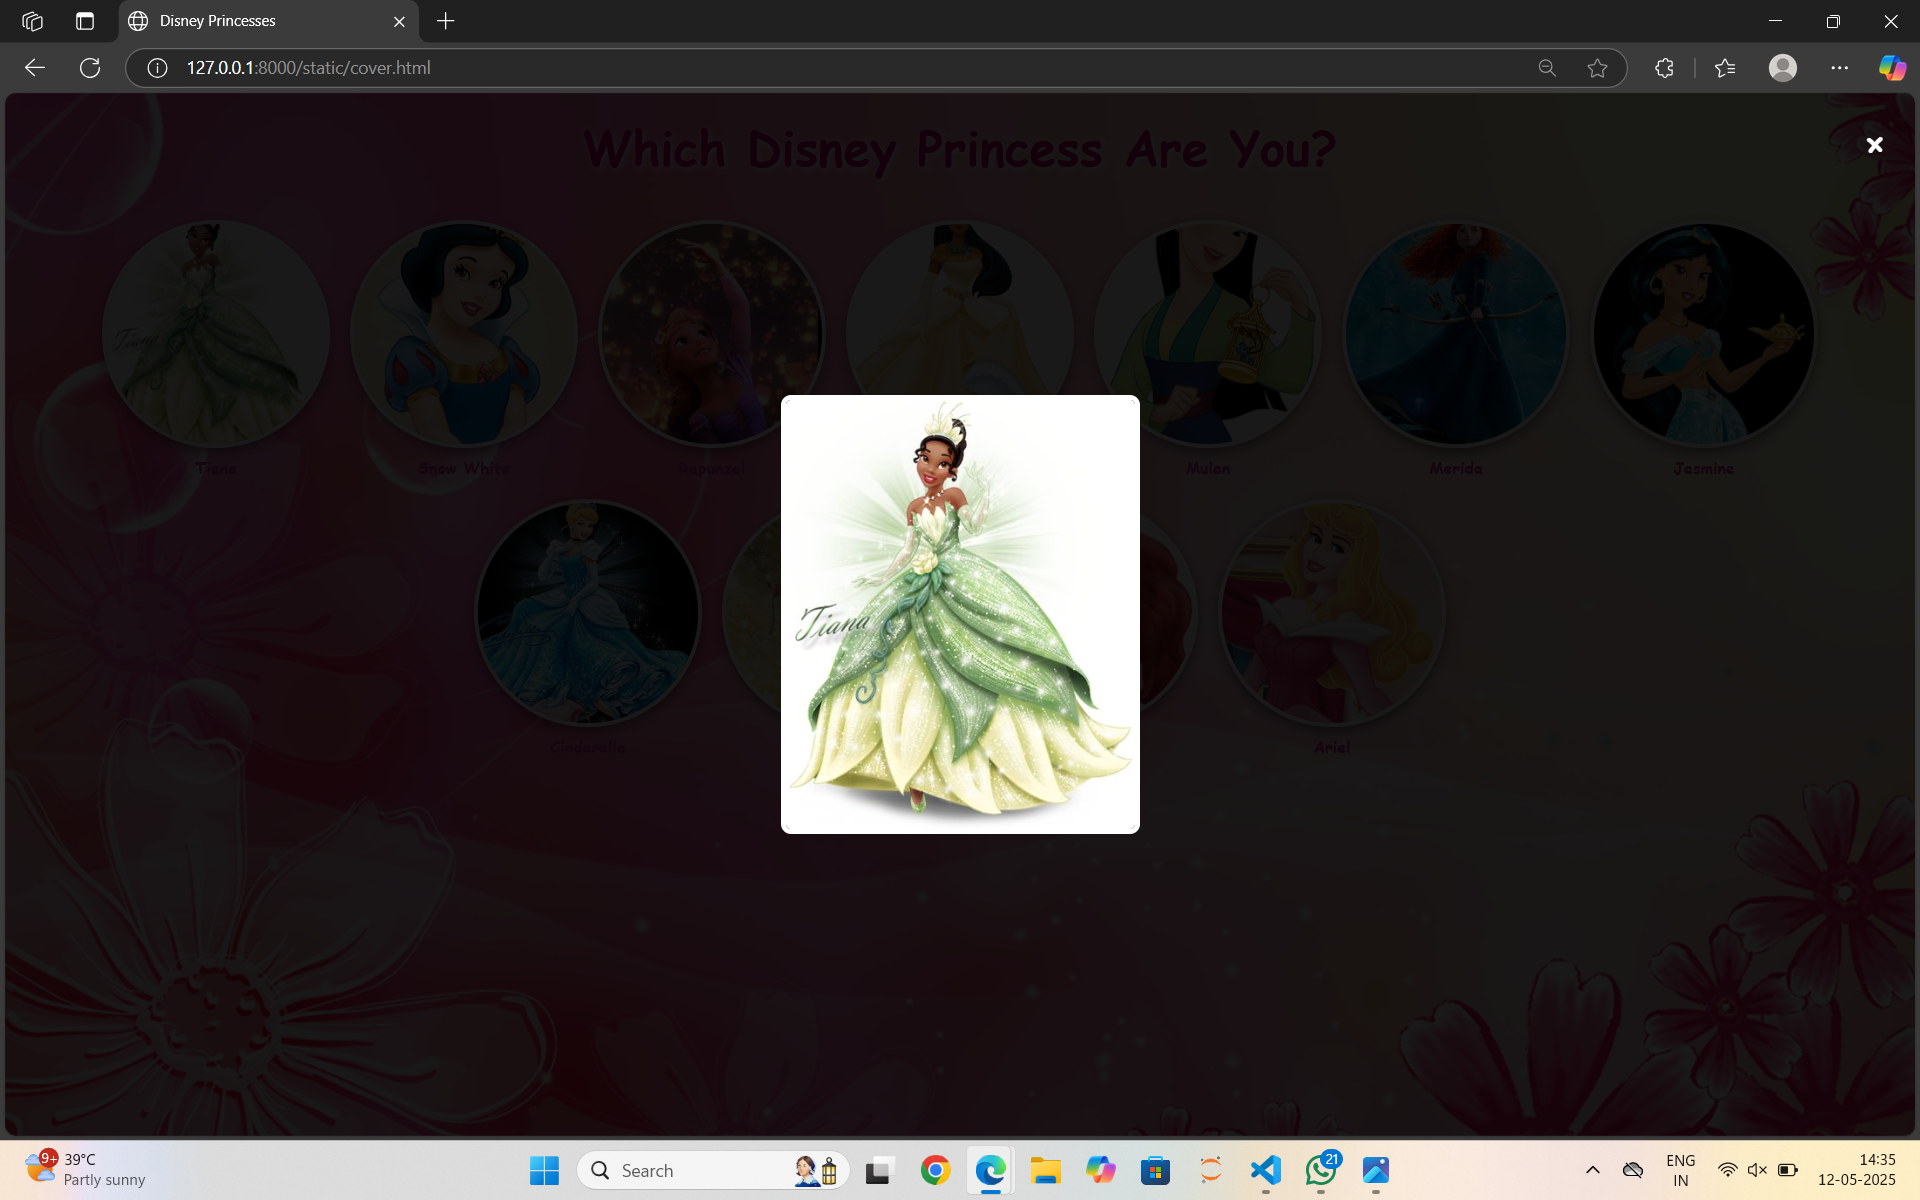 Disney Princesses
127.0.0.1:8000/static/cover.html
Which Disney Princess Are You?
Tiana
Tiana
Snow White
Rapunzel
Mulan
Merida
Jasmine
Tiana
Cinderella
Ariel
9+
39°C
Partly sunny
Search
21
ENG
IN
14:35
12-05-2025